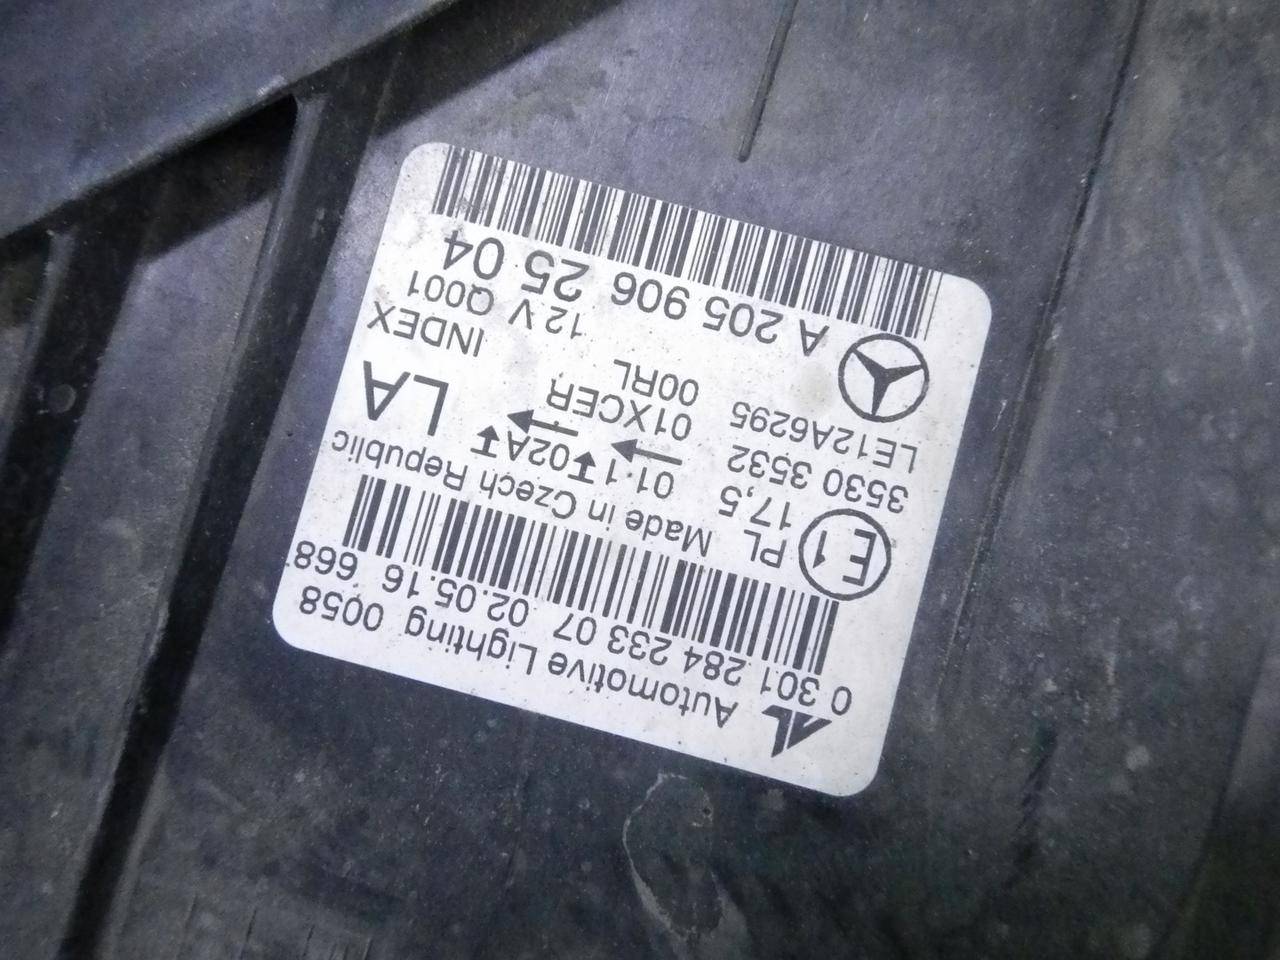 Automotive Lighting 0058
0 301 284 233 07 02.05.16 668
E1
PL Made in Czech Republic
17,5 01·1 02A
3530 3532 LA
LE12A6295 01XCER
00RL INDEX
12V Q001
A 205 906 25 04